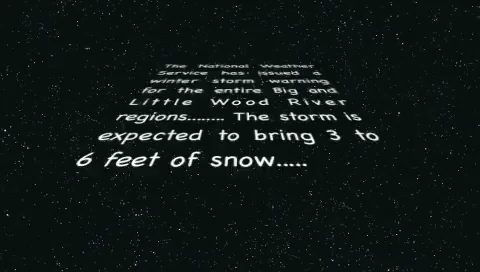 The National Weather
Service has issued a
winter storm warning
for the entire Big and
Little Wood River
regions........ The storm is
expected to bring 3 to
6 feet of snow.....